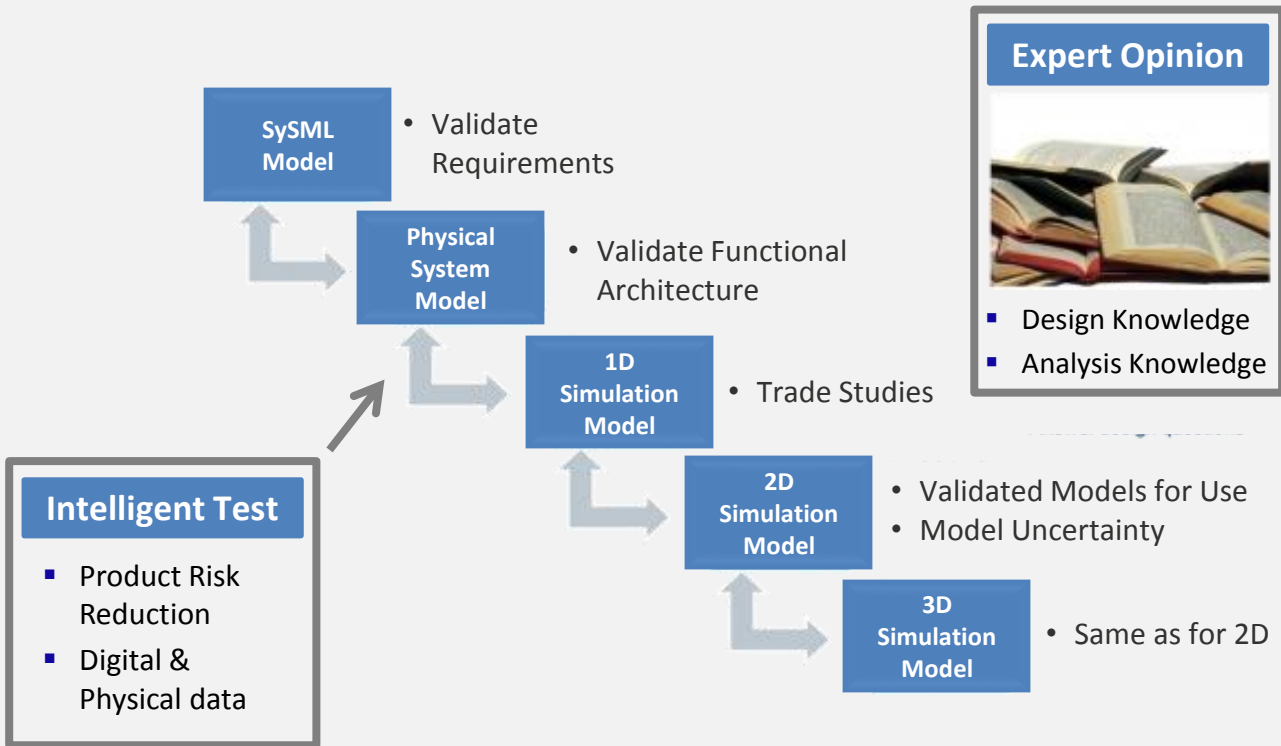 Expert Opinion
Design Knowledge
Analysis Knowledge
SySML
Model
• Validate
Requirements
Physical
System
Model
• Validate Functional
Architecture
1D
Simulation
Model
• Trade Studies
2D
Simulation
Model
• Validated Models for Use
• Model Uncertainty
3D
Simulation
Model
• Same as for 2D
Intelligent Test
Product Risk
Reduction
Digital &
Physical data